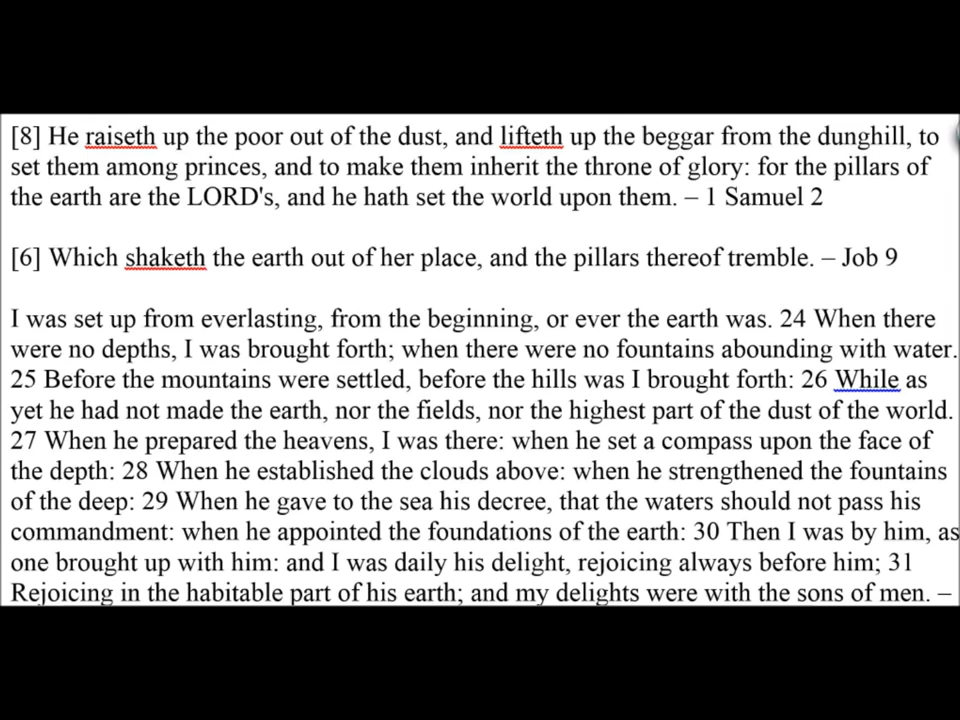 [8] He raiseth up the poor out of the dust, and lifteth up the beggar from the dunghill, to
set them among princes, and to make them inherit the throne of glory: for the pillars of
the earth are the LORD's, and he hath set the world upon them. – 1 Samuel 2
[6] Which shaketh the earth out of her place, and the pillars thereof tremble. – Job 9
I was set up from everlasting, from the beginning, or ever the earth was. 24 When there
were no depths, I was brought forth; when there were no fountains abounding with water.
25 Before the mountains were settled, before the hills was I brought forth: 26 While as
yet he had not made the earth, nor the fields, nor the highest part of the dust of the world.
27 When he prepared the heavens, I was there: when he set a compass upon the face of
the depth: 28 When he established the clouds above: when he strengthened the fountains
of the deep: 29 When he gave to the sea his decree, that the waters should not pass his
commandment: when he appointed the foundations of the earth: 30 Then I was by him, as
one brought up with him: and I was daily his delight, rejoicing always before him; 31
Rejoicing in the habitable part of his earth; and my delights were with the sons of men. –